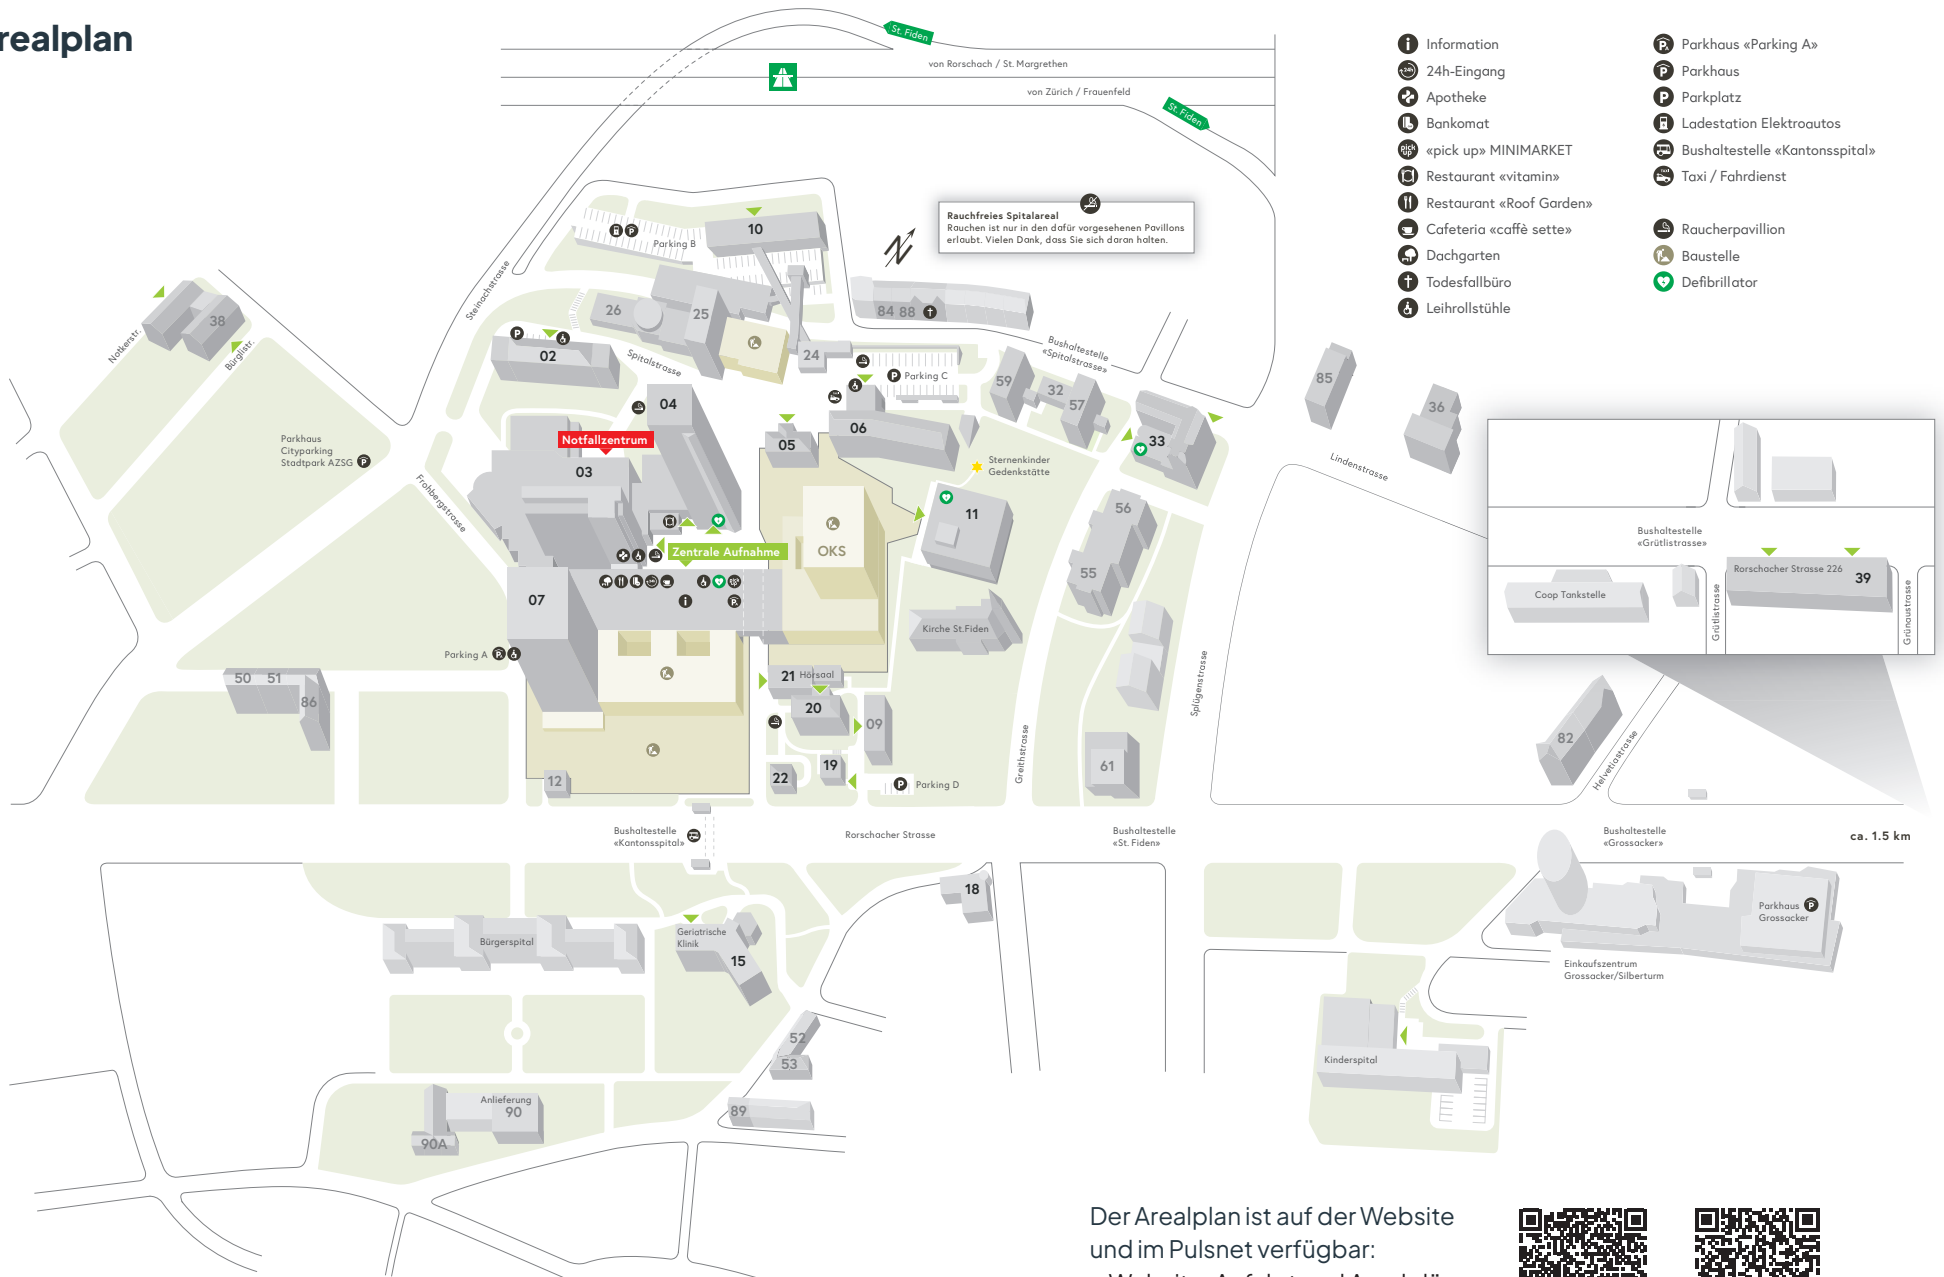 realplan
St. Fiden
von Rorschach / St. Margrethen
von Zürich / Frauenfeld
St. Fiden
Information
24h-Eingang
Apotheke
Bankomat
«pick up» MINIMARKET
Restaurant «vitamin»
Restaurant «Roof Garden»
Cafeteria «caffè sette»
Dachgarten
Todesfallbüro
Leihrollstühle
Parkhaus «Parking A»
Parkhaus
Parkplatz
Ladestation Elektroautos
Bushaltestelle «Kantonsspital»
Taxi / Fahrdienst
Raucherpavillion
Baustelle
Defibrillator
Rauchfreies Spitalareal
Rauchen ist nur in den dafür vorgesehenen Pavillons
erlaubt. Vielen Dank, dass Sie sich daran halten.
N
10
Parking B
Steinachstrasse
26
25
84 88
38
Notkerstr.
Bürglistr.
02
Spitalstrasse
24
Parking C
Bushaltestelle
«Spitalstrasse»
59
32
57
85
36
04
06
05
33
Notfallzentrum
03
Parkhaus
Cityparking
Stadtpark AZSG
Frohbergstrasse
Sternenkinder
Gedenkstätte
Lindenstrasse
11
56
55
OKS
Zentrale Aufnahme
07
Kirche St.Fiden
Bushaltestelle
«Grütlistrasse»
Rorschacher Strasse 226
39
Coop Tankstelle
Grütlistrasse
Grünaustrasse
Parking A
50 51
86
21 Hörsaal
20
09
19
22
12
Parking D
Greithstrasse
Splügenstrasse
61
82
Helvetiastrasse
Bushaltestelle
«Kantonsspital»
Rorschacher Strasse
Bushaltestelle
«St. Fiden»
Bushaltestelle
«Grossacker»
ca. 1.5 km
18
Bürgerspital
Geriatrische
Klinik
15
Parkhaus
Grossacker
Einkaufszentrum
Grossacker/Silberturm
52
53
89
Kinderspital
Anlieferung
90
90A
Der Arealplan ist auf der Website
und im Pulsnet verfügbar: